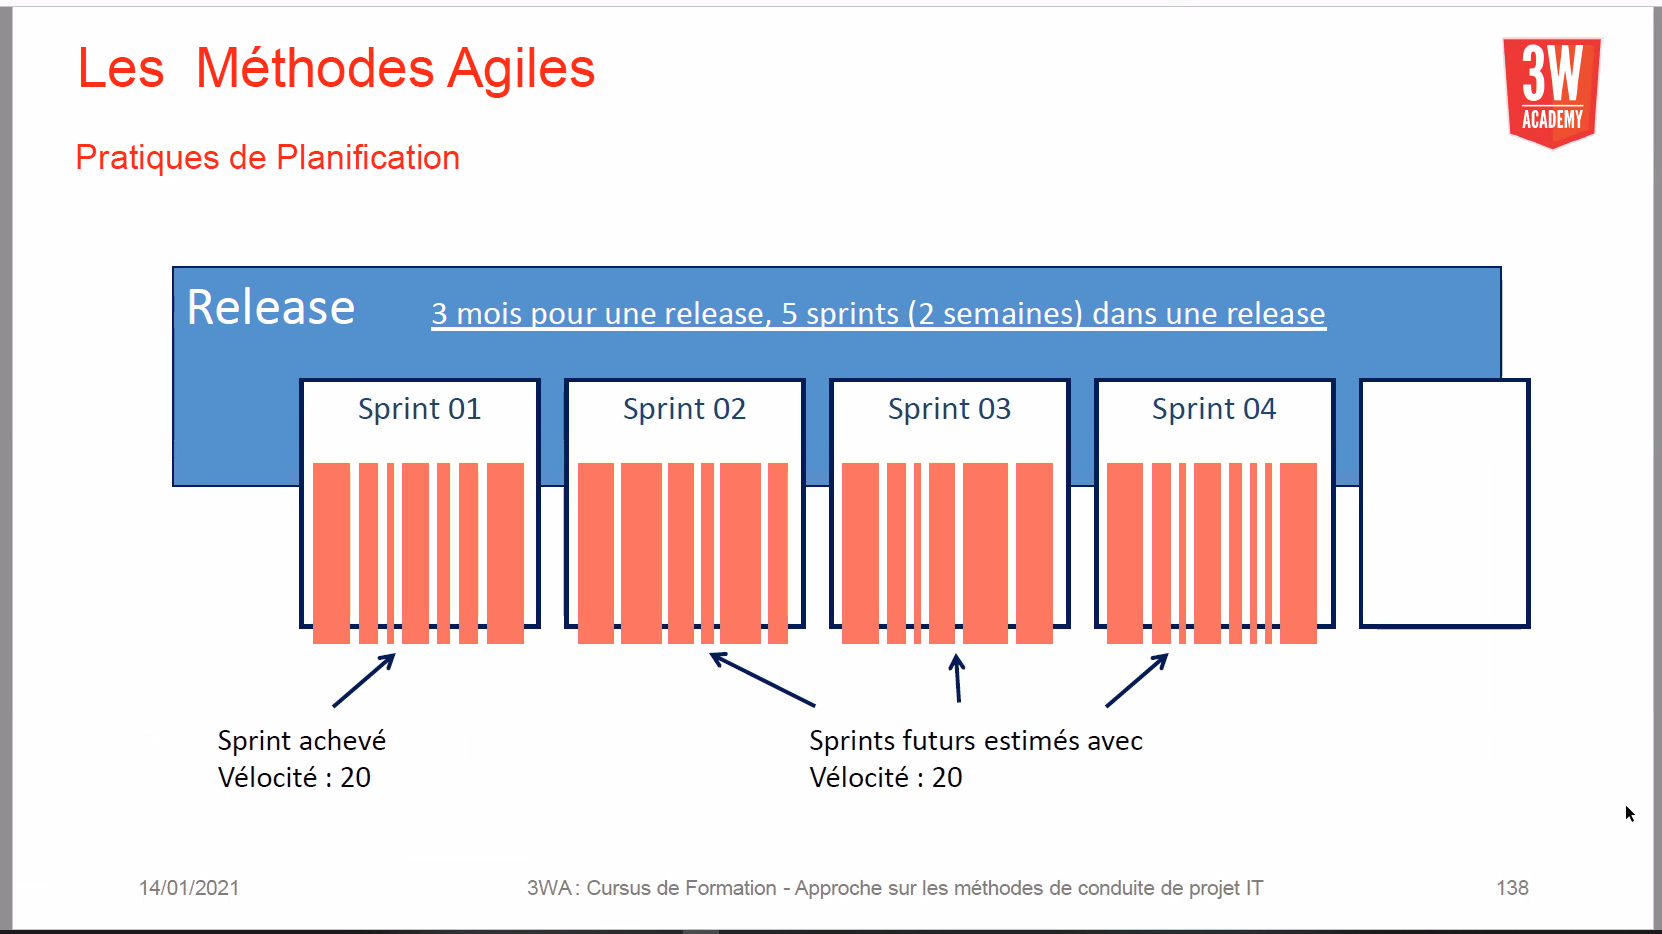 Les  Méthodes Agiles
3W
ACADEMY
Pratiques de Planification
Release
3 mois pour une release, 5 sprints (2 semaines) dans une release
Sprint 01
Sprint 02
Sprint 03
Sprint 04
Sprint achevé
Vélocité : 20
Sprints futurs estimés avec
Vélocité : 20
14/01/2021
3WA : Cursus de Formation - Approche sur les méthodes de conduite de projet IT
138